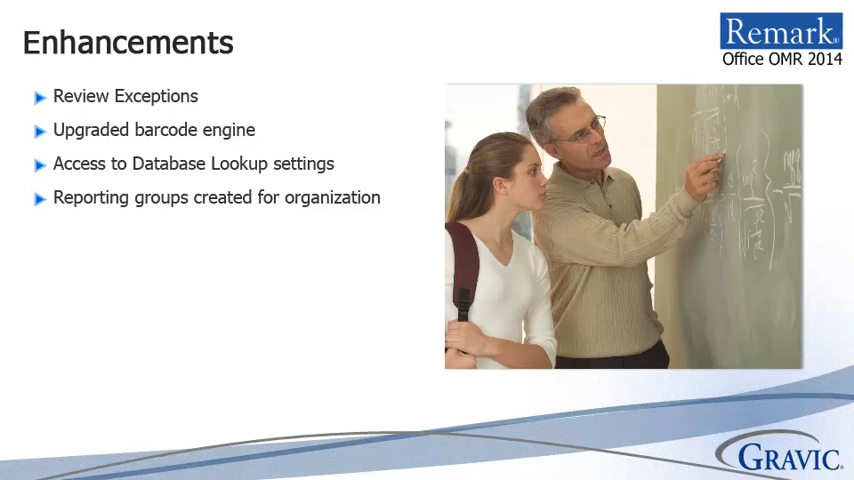 Enhancements
Remark®
Office OMR 2014
Review Exceptions
Upgraded barcode engine
Access to Database Lookup settings
Reporting groups created for organization
GRAVIC®